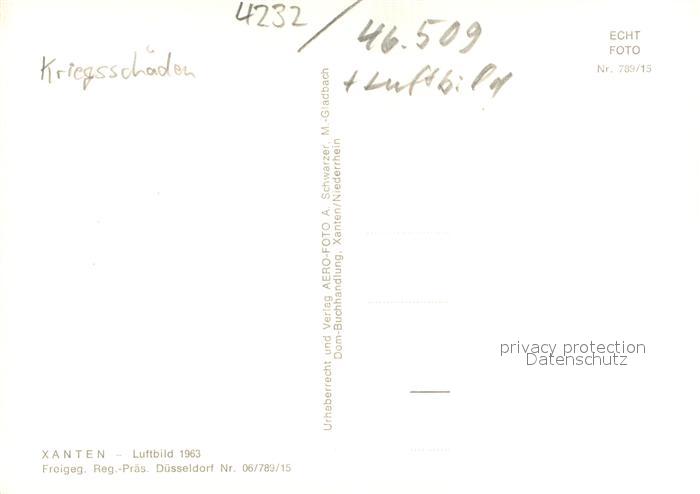 4232
46.509
+ Luftbild
Kriegsschäden
ECHT
FOTO
Nr. 789/15
Urheberrecht und Verlag AERO-FOTO A. Schwarzer, M.-Gladbach
Dom-Buchhandlung, Xanten/Niederrhein
privacy protection
Datenschutz
XANTEN – Luftbild 1963
Freigeg. Reg.-Präs. Düsseldorf Nr. 06/789/15